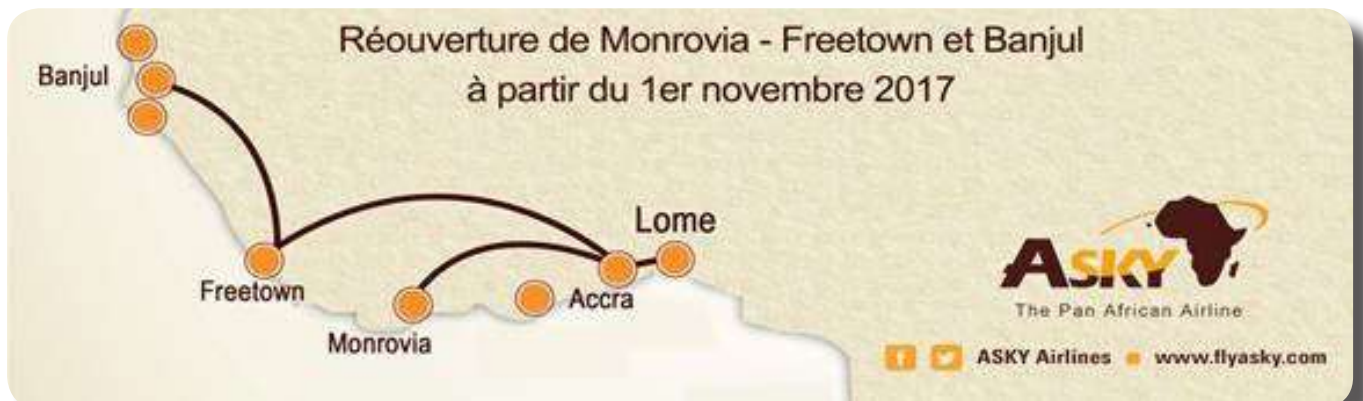 Réouverture de Monrovia - Freetown et Banjul
à partir du 1er novembre 2017
Banjul
Lome
Freetown
Accra
Monrovia
ASKY
The Pan African Airline
ASKY Airlines
www.flyasky.com